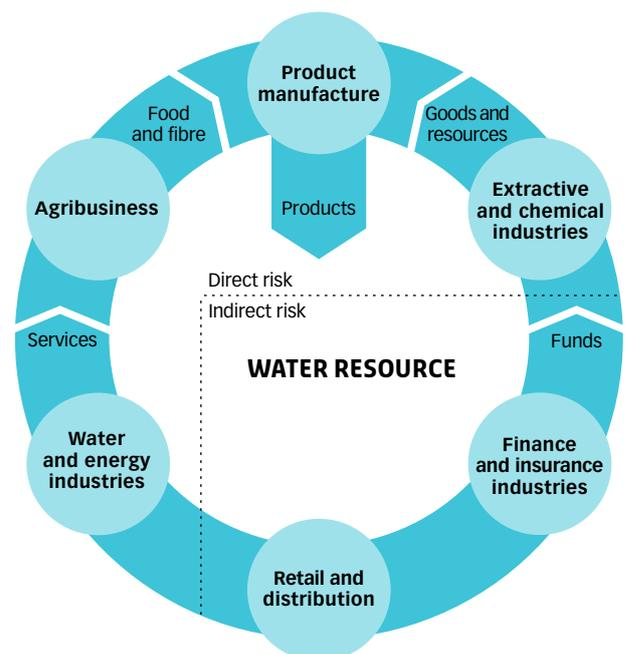 Product
manufacture
Food
and fibre
Goods and
resources
Agribusiness
Products
Extractive
and chemical
industries
Direct risk
Indirect risk
Services
WATER RESOURCE
Funds
Water
and energy
industries
Finance
and insurance
industries
Retail and
distribution